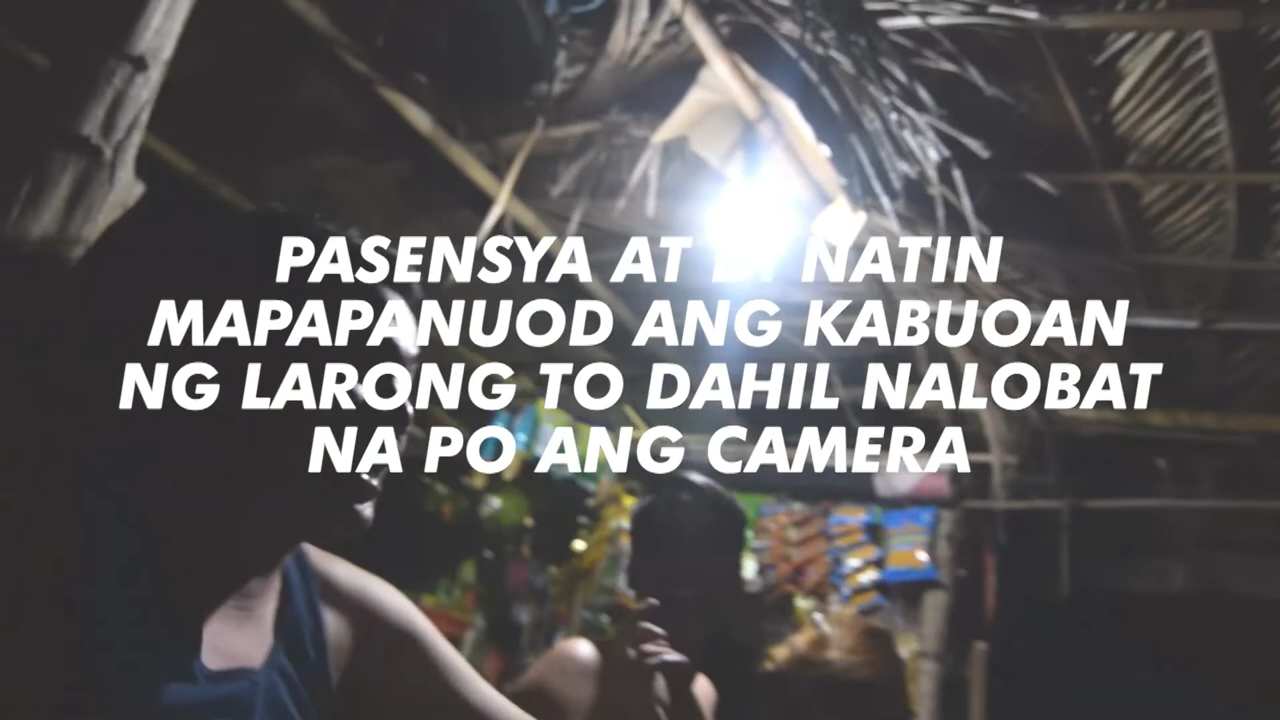 PASENSYA AT NATIN
MAPAPANUOD ANG KABUOAN
NG LARONG TO DAHIL NALOBAT
NA PO ANG CAMERA